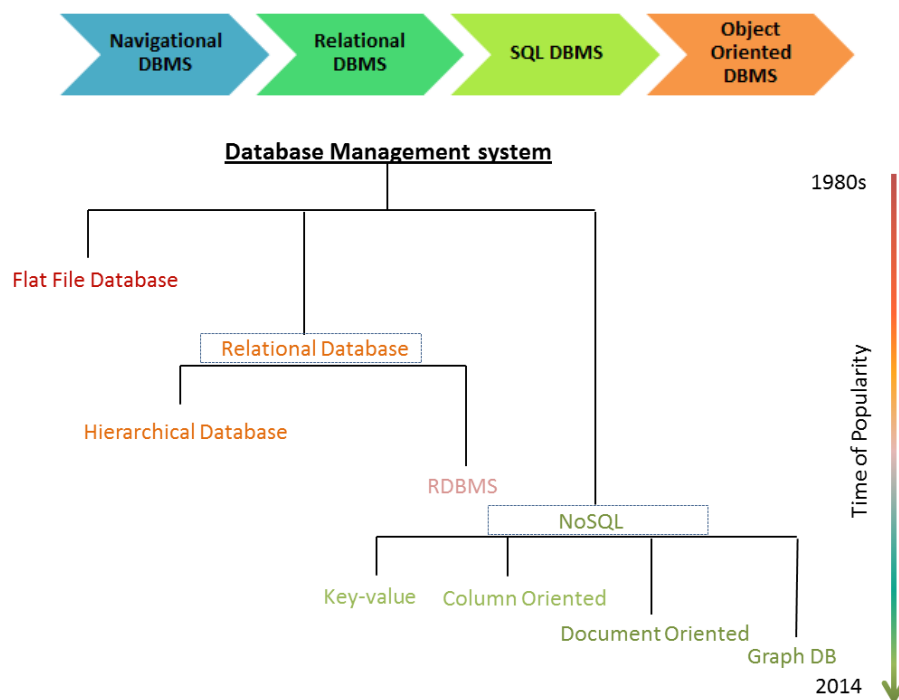 Navigational
DBMS
Relational
DBMS
SQL DBMS
Object
Oriented
DBMS
Database Management system
1980s
Flat File Database
Relational Database
Hierarchical Database
RDBMS
NoSQL
Key-value
Column Oriented
Document Oriented
Graph DB
Time of Popularity
2014